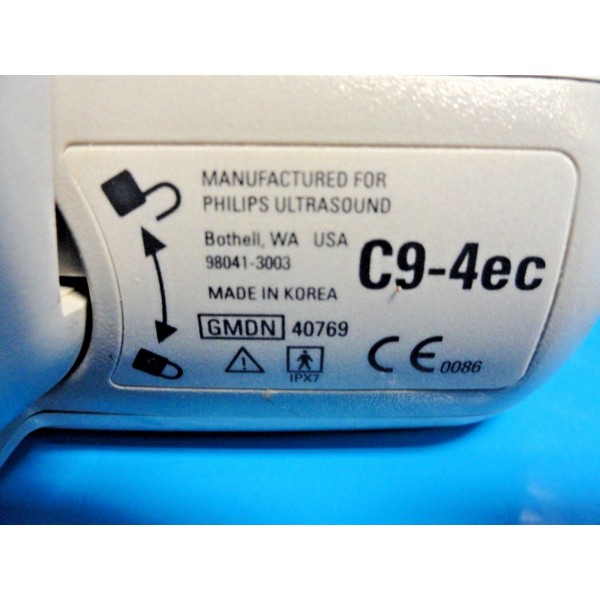 MANUFACTURED FOR
PHILIPS ULTRASOUND
Bothell, WA USA
98041-3003
C9-4ec
MADE IN KOREA
GMDN 40769
IPX7
CE 0086